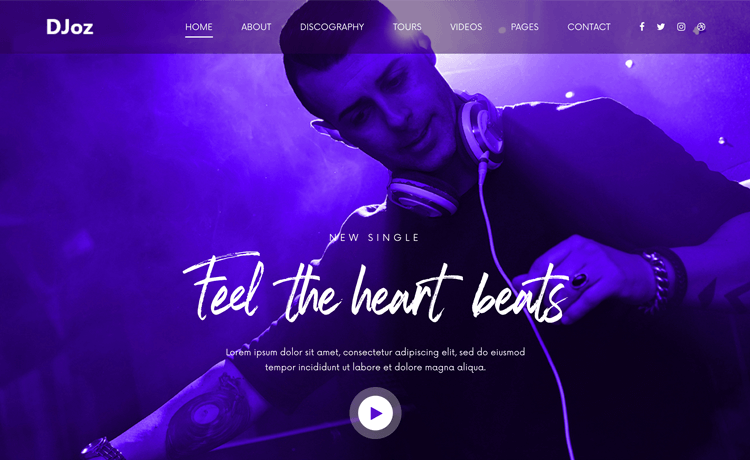 DJoz
HOME ABOUT DISCOGRAPHY TOURS VIDEOS PAGES CONTACT
NEW SINGLE
Feel the heart beats
Lorem ipsum dolor sit amet, consectetur adipiscing elit, sed do eiusmod
tempor incididunt ut labore et dolore magna aliqua.